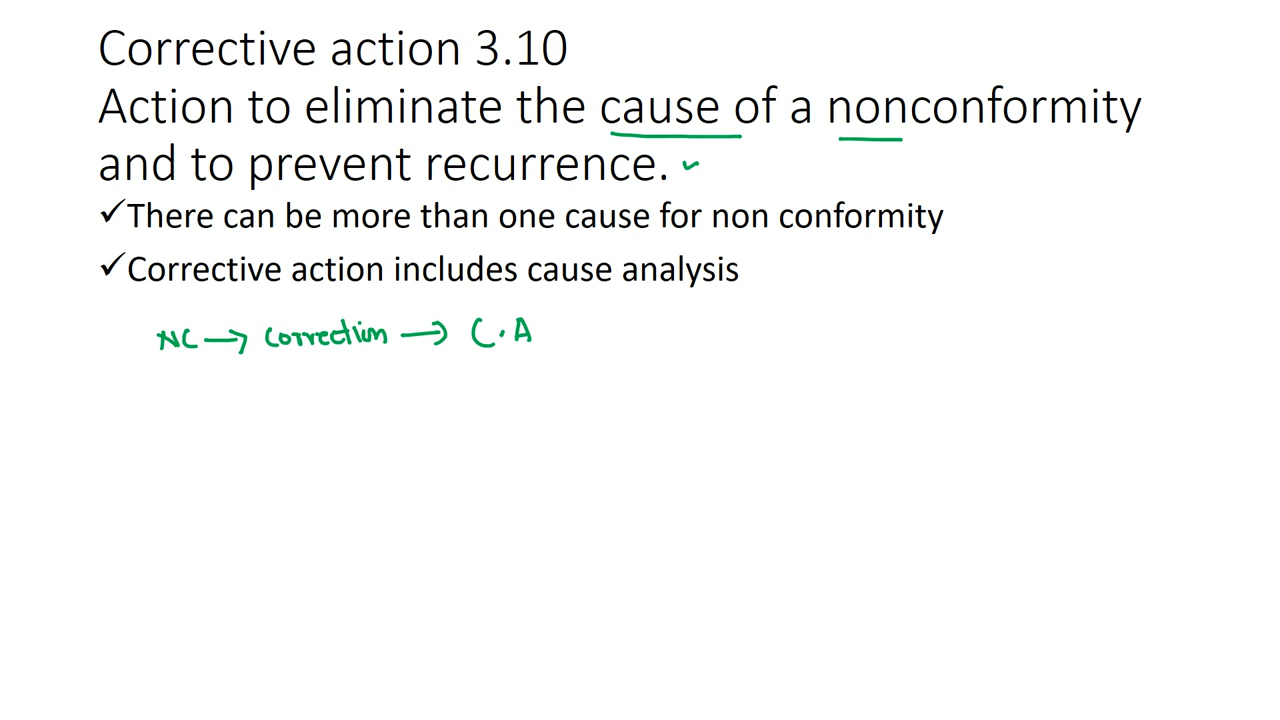 Corrective action 3.10
Action to eliminate the cause of a nonconformity
and to prevent recurrence.
✓There can be more than one cause for non conformity
✓Corrective action includes cause analysis
NC → Correction → C.A